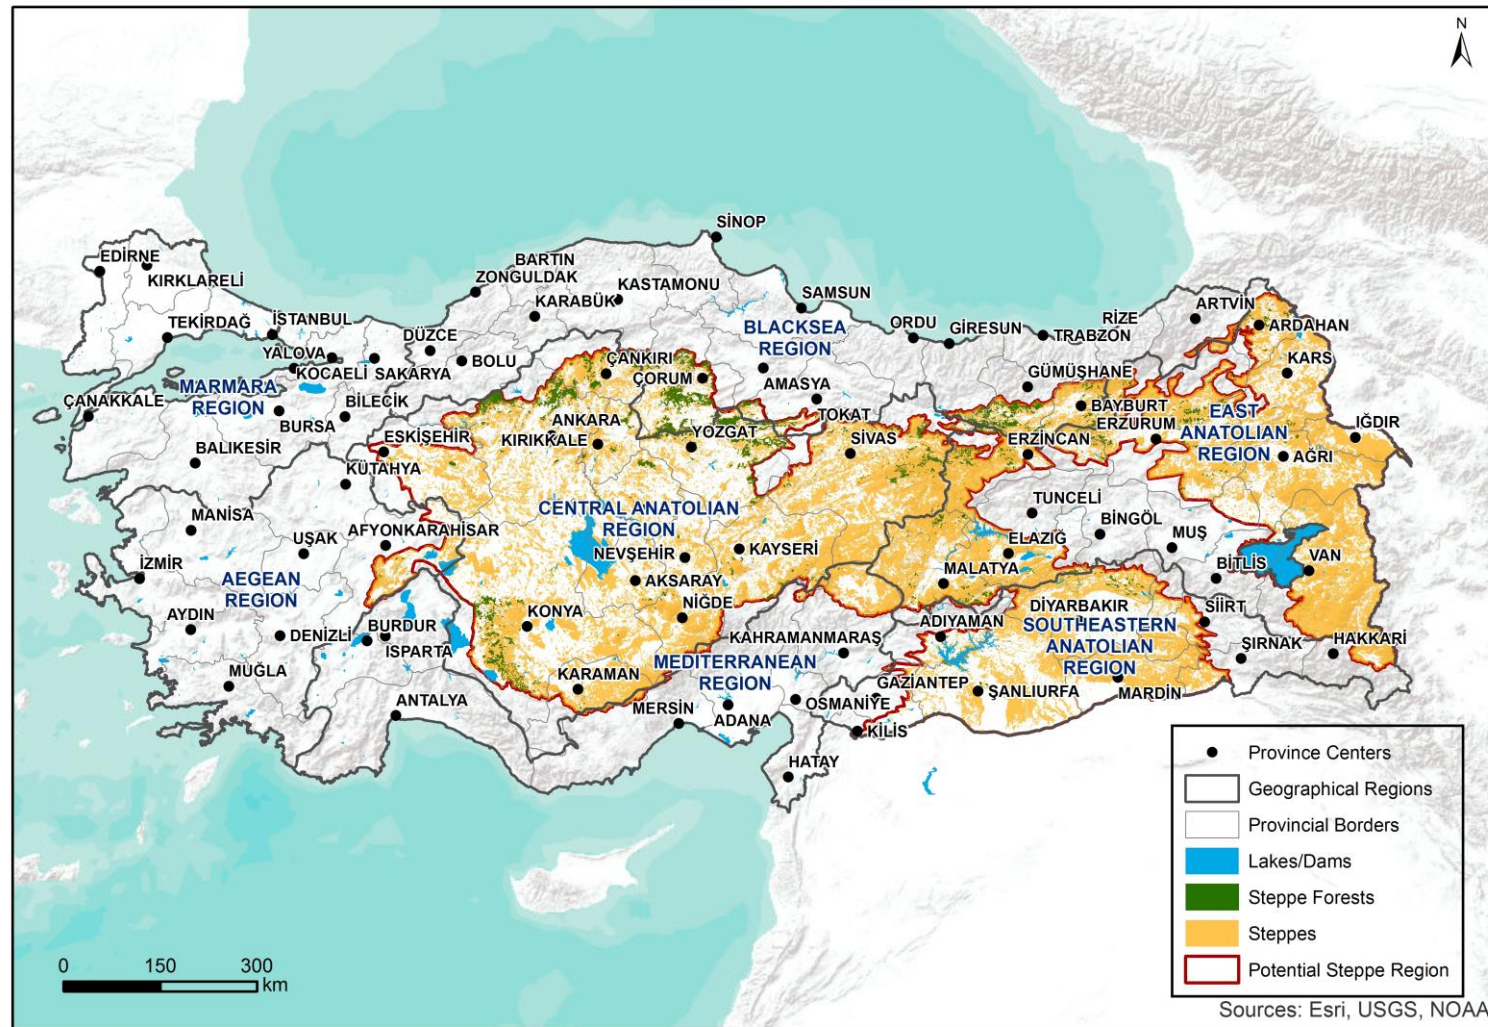 N
SİNOP
EDİRNE
KIRKLARELİ
BARTIN
ZONGULDAK
KASTAMONU
KARABÜK
SAMSUN
ARTVİN
TEKİRDAĞ
İSTANBUL
DÜZCE
BLACKSEA
REGION
ORDU
GİRESUN
RİZE
TRABZON
ARDAHAN
YALOVA
KOCAELİ
SAKARYA
BOLU
ÇANKIRI
ÇORUM
KARS
MARMARA
REGION
AMASYA
GÜMÜŞHANE
ÇANAKKALE
BİLECİK
BURSA
TOKAT
BAYBURT
EAST
ANATOLIAN
REGION
IĞDIR
ANKARA
ERZURUM
ESKİŞEHİR
KIRIKKALE
YOZGAT
SİVAS
ERZİNCAN
BALIKESİR
AĞRI
KÜTAHYA
TUNCELİ
MANİSA
CENTRAL ANATOLIAN
REGION
BİNGÖL
AFYONKARAHİSAR
UŞAK
NEVŞEHİR
KAYSERİ
ELAZIĞ
MUŞ
VAN
İZMİR
BİTLİS
AEGEAN
REGION
AKSARAY
MALATYA
NİĞDE
AYDIN
KONYA
DİYARBAKIR
SİİRT
BURDUR
ADIYAMAN
SOUTHEASTERN
ANATOLIAN
REGION
DENİZLİ
ISPARTA
KAHRAMANMARAŞ
ŞIRNAK
HAKKARİ
MEDITERRANEAN
REGION
MUĞLA
KARAMAN
GAZİANTEP
ŞANLIURFA
MARDİN
ANTALYA
MERSİN
ADANA
OSMANİYE
KİLİS
HATAY
Province Centers
Geographical Regions
Provincial Borders
Lakes/Dams
Steppe Forests
Steppes
Potential Steppe Region
0 150 300
km
Sources: Esri, USGS, NOAA